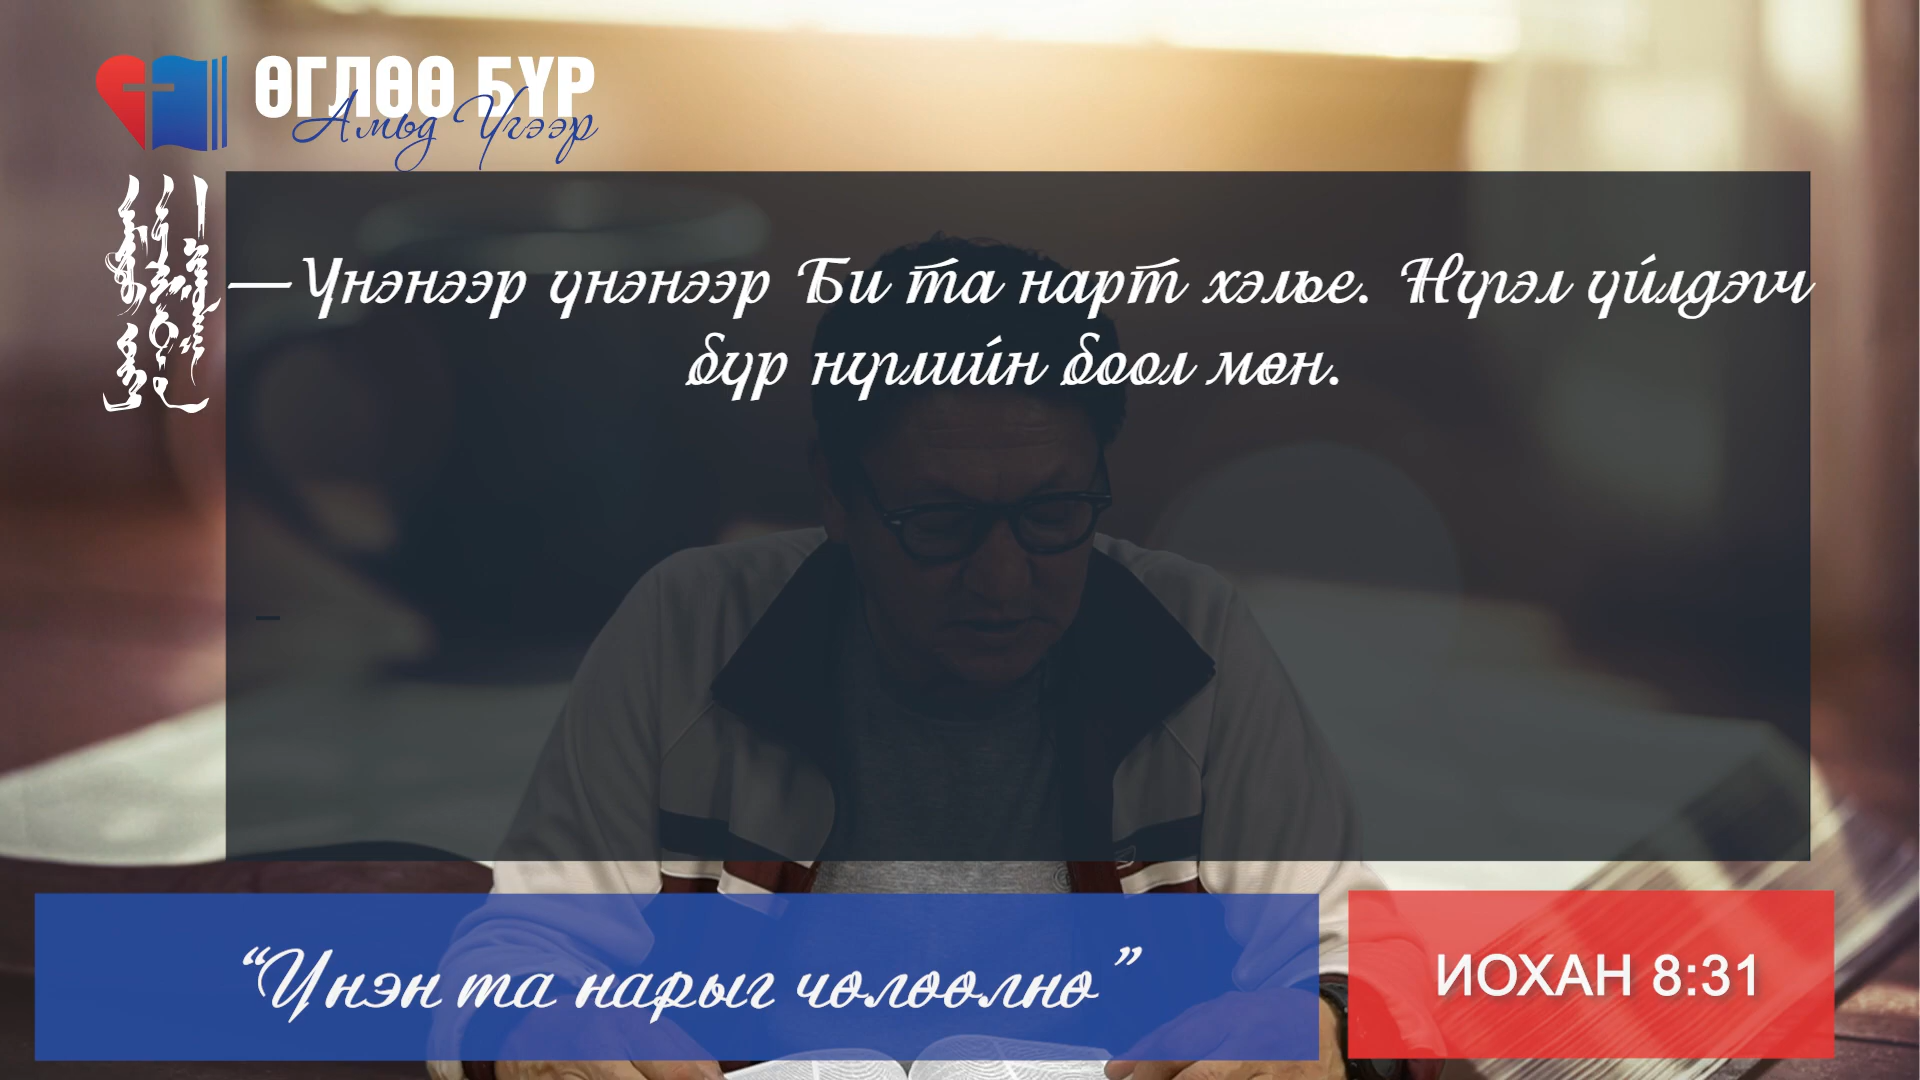 ӨГЛӨӨ БҮР
Амьд Үгээр
—Үнэнээр үнэнээр Би та нарт хэлье. Нүгэл үйлдэгч
бүр нүглийн боол мөн.
–
“Үнэн та нарыг чөлөөлнө”
ИОХАН 8:31